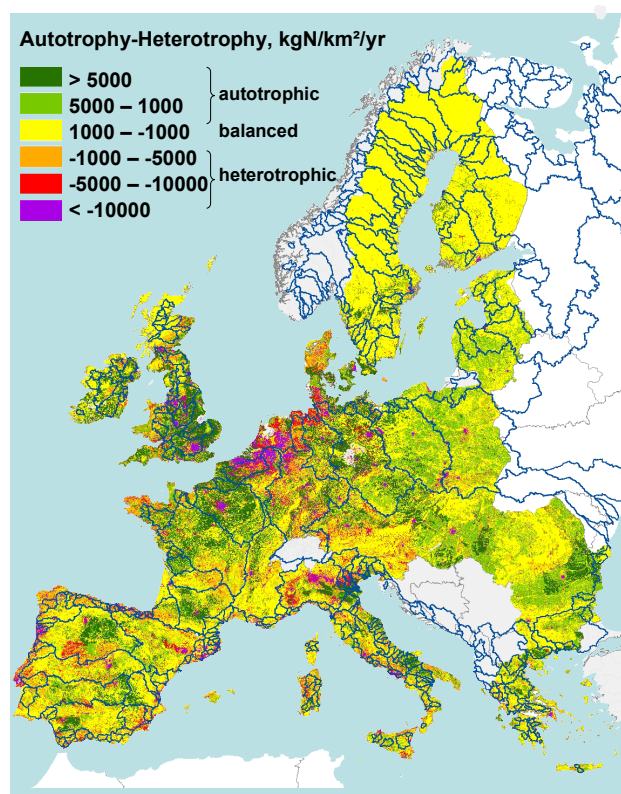 Autotrophy-Heterotrophy, kgN/km²/yr
> 5000
5000 – 1000
autotrophic
1000 – -1000
balanced
-1000 – -5000
-5000 – -10000
heterotrophic
< -10000